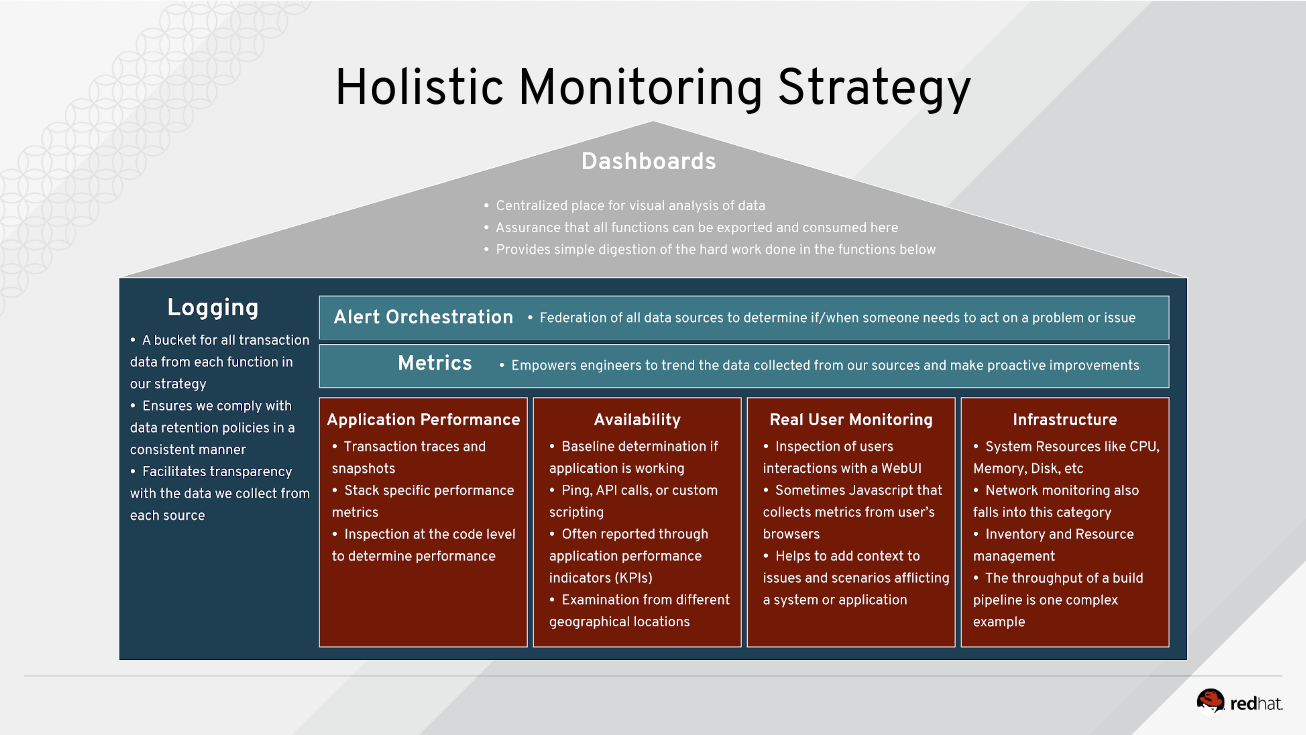 Holistic Monitoring Strategy
Dashboards
• Centralized place for visual analysis of data
• Assurance that all functions can be exported and consumed here
• Provides simple digestion of the hard work done in the functions below
Logging
• A bucket for all transaction
data from each function in
our strategy
• Ensures we comply with
data retention policies in a
consistent manner
• Facilitates transparency
with the data we collect from
each source
Alert Orchestration • Federation of all data sources to determine if/when someone needs to act on a problem or issue
Metrics • Empowers engineers to trend the data collected from our sources and make proactive improvements
Application Performance
• Transaction traces and
snapshots
• Stack specific performance
metrics
• Inspection at the code level
to determine performance
Availability
• Baseline determination if
application is working
• Ping, API calls, or custom
scripting
• Often reported through
application performance
indicators (KPIs)
• Examination from different
geographical locations
Real User Monitoring
• Inspection of users
interactions with a WebUI
• Sometimes Javascript that
collects metrics from user's
browsers
• Helps to add context to
issues and scenarios afflicting
a system or application
Infrastructure
• System Resources like CPU,
Memory, Disk, etc
• Network monitoring also
falls into this category
• Inventory and Resource
management
• The throughput of a build
pipeline is one complex
example
redhat.